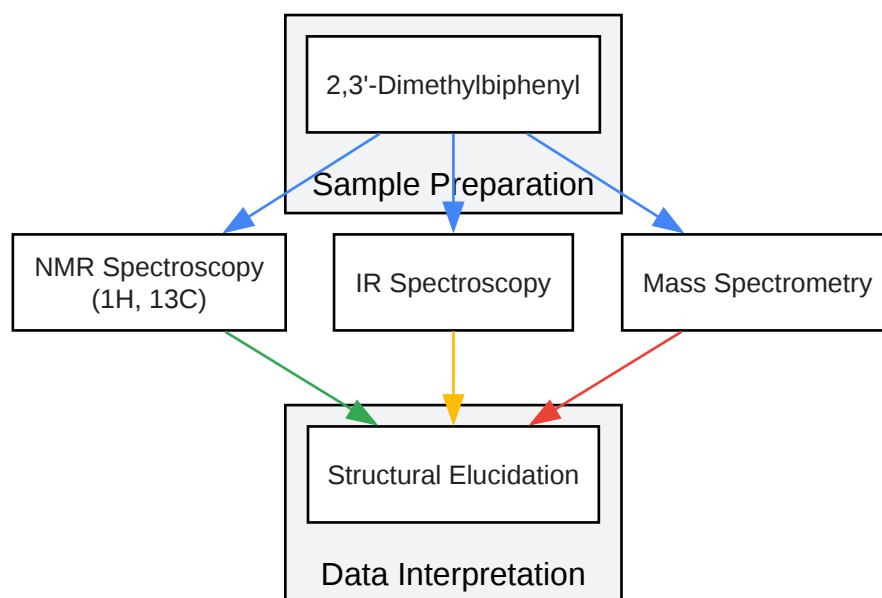 2,3'-Dimethylbiphenyl
Sample Preparation
NMR Spectroscopy
(1H, 13C)
IR Spectroscopy
Mass Spectrometry
Structural Elucidation
Data Interpretation